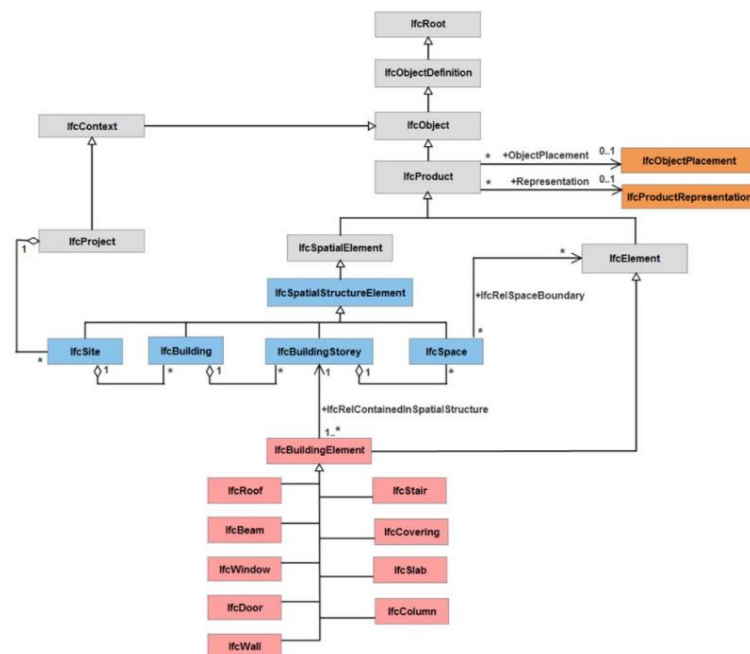 IfcRoot
IfcObjectDefinition
IfcContext
IfcObject
* +ObjectPlacement 0..1
IfcObjectPlacement
IfcProduct
* +Representation 0..1
IfcProductRepresentation
IfcProject
1
IfcSpatialElement
IfcElement
*
IfcSpatialStructureElement
+IfcRelSpaceBoundary
*
IfcSite
IfcBuilding
IfcBuildingStorey
IfcSpace
* 1 * 1 * 1 1 *
+IfcRelContainedInSpatialStructure
1..*
IfcBuildingElement
IfcRoof
IfcStair
IfcBeam
IfcCovering
IfcWindow
IfcSlab
IfcDoor
IfcColumn
IfcWall